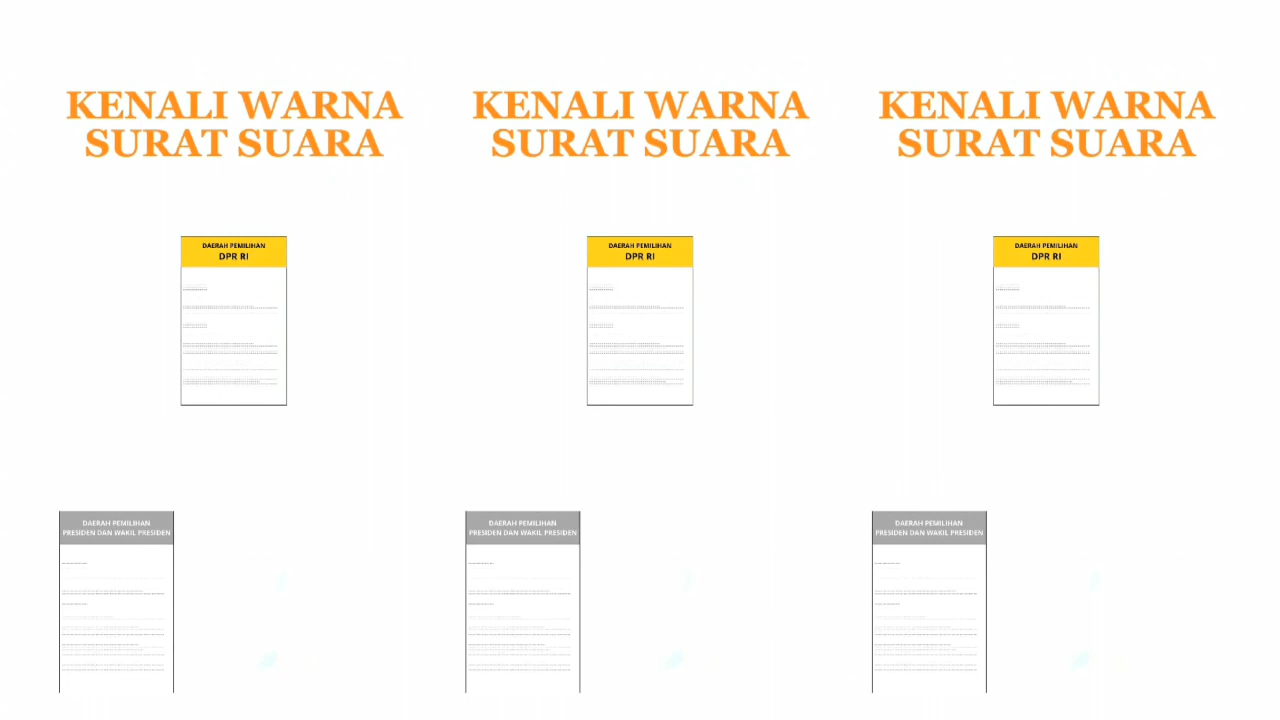 KENALI WARNA
SURAT SUARA
DAERAH PEMILIHAN
DPR RI
DAERAH PEMILIHAN
PRESIDEN DAN WAKIL PRESIDEN
KENALI WARNA
SURAT SUARA
DAERAH PEMILIHAN
DPR RI
DAERAH PEMILIHAN
PRESIDEN DAN WAKIL PRESIDEN
KENALI WARNA
SURAT SUARA
DAERAH PEMILIHAN
DPR RI
DAERAH PEMILIHAN
PRESIDEN DAN WAKIL PRESIDEN